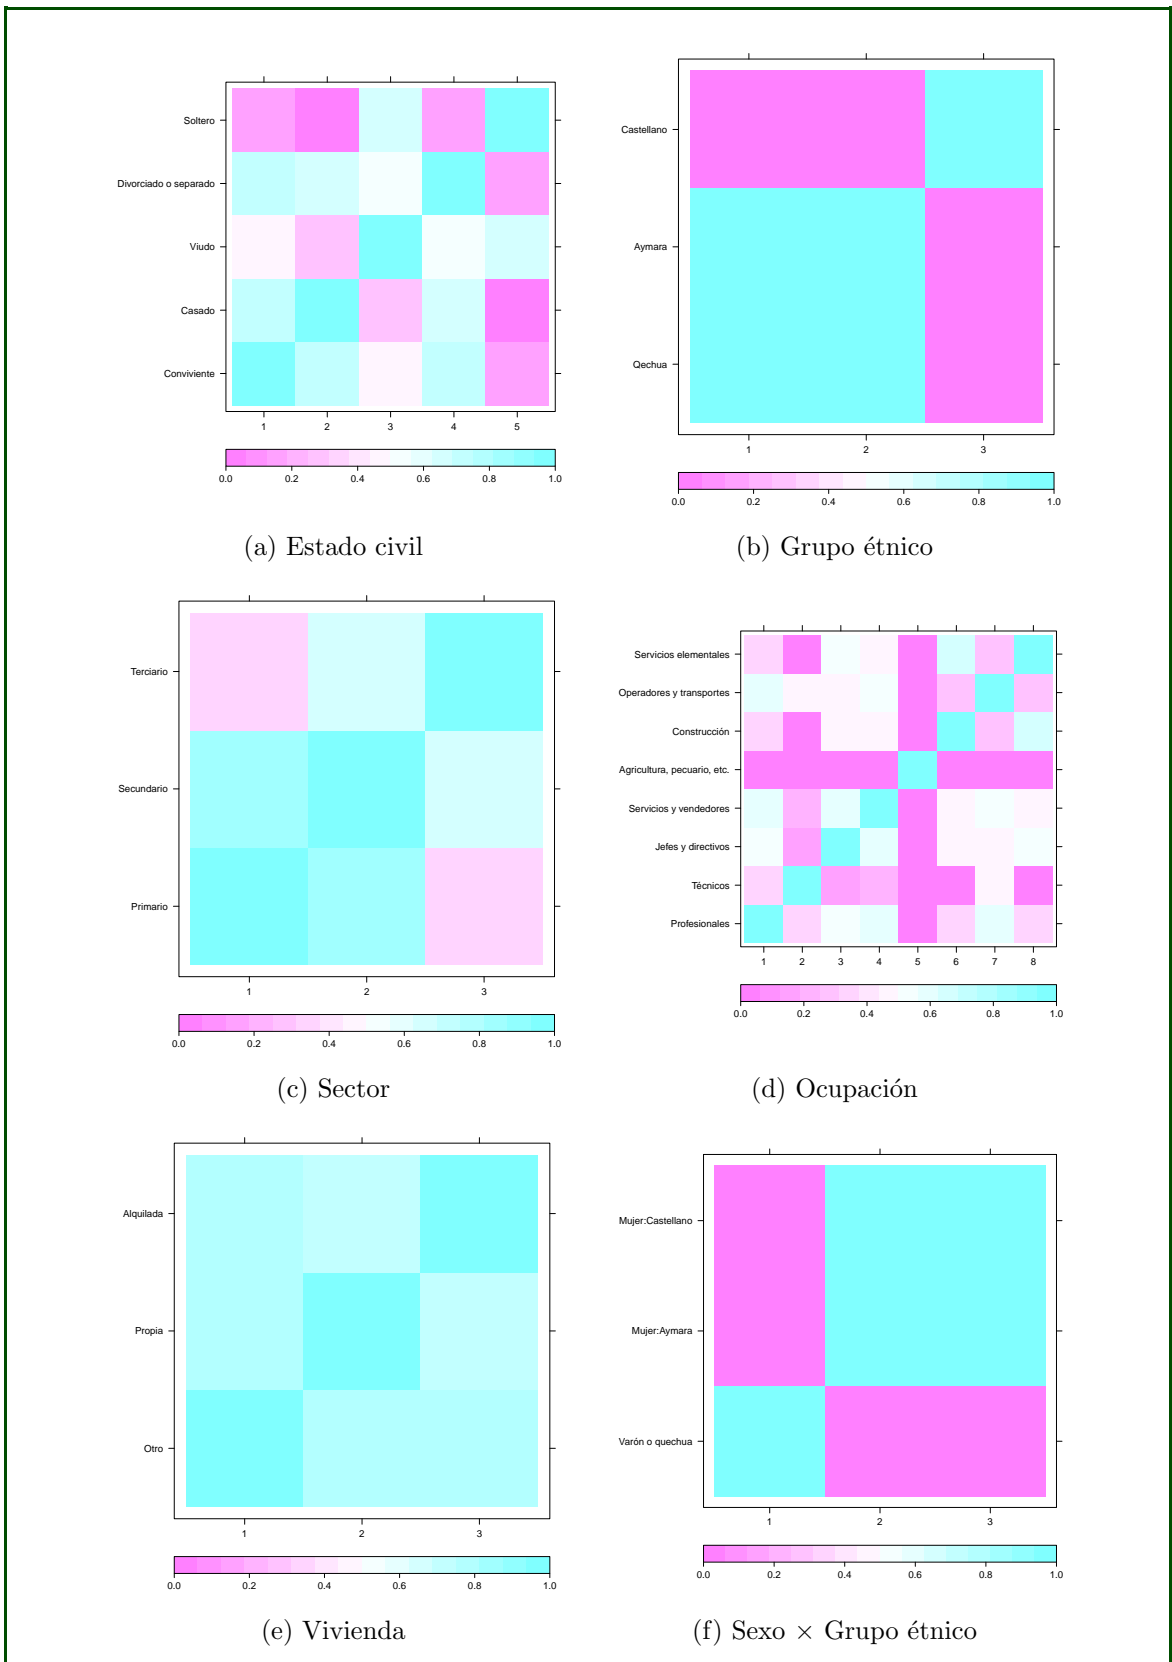 Soltero
Divorciado o separado
Viudo
Casado
Conviviente
1 2 3 4 5
0.0 0.2 0.4 0.6 0.8 1.0
(a) Estado civil
Castellano
Aymara
Qechua
1 2 3
0.0 0.2 0.4 0.6 0.8 1.0
(b) Grupo étnico
Terciario
Secundario
Primario
1 2 3
0.0 0.2 0.4 0.6 0.8 1.0
(c) Sector
Servicios elementales
Operadores y transportes
Construcción
Agricultura, pecuario, etc.
Servicios y vendedores
Jefes y directivos
Técnicos
Profesionales
1 2 3 4 5 6 7 8
0.0 0.2 0.4 0.6 0.8 1.0
(d) Ocupación
Alquilada
Propia
Otro
1 2 3
0.0 0.2 0.4 0.6 0.8 1.0
(e) Vivienda
Mujer:Castellano
Mujer:Aymara
Varón o quechua
1 2 3
0.0 0.2 0.4 0.6 0.8 1.0
(f) Sexo × Grupo étnico